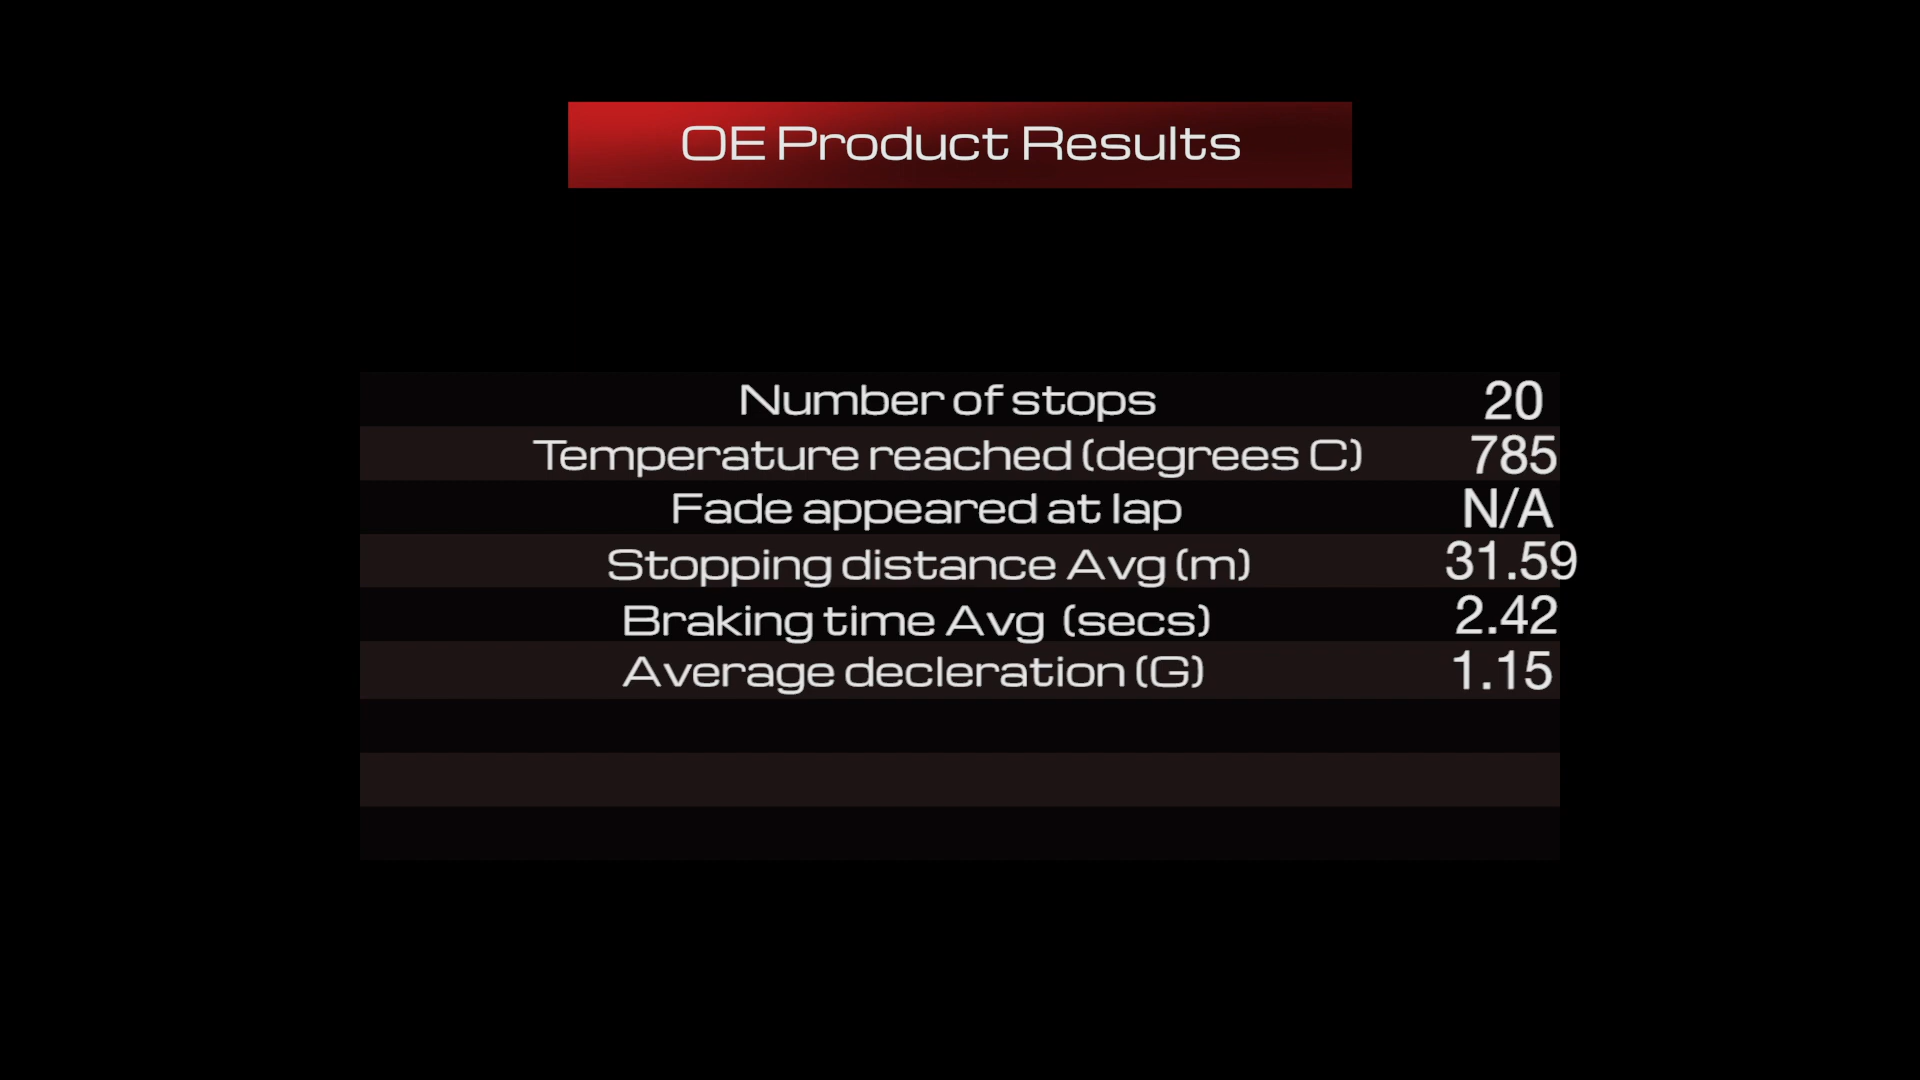 OE Product Results
Number of stops 20
Temperature reached (degrees C) 785
Fade appeared at lap N/A
Stopping distance Avg (m) 31.59
Braking time Avg (secs) 2.42
Average decleration (G) 1.15